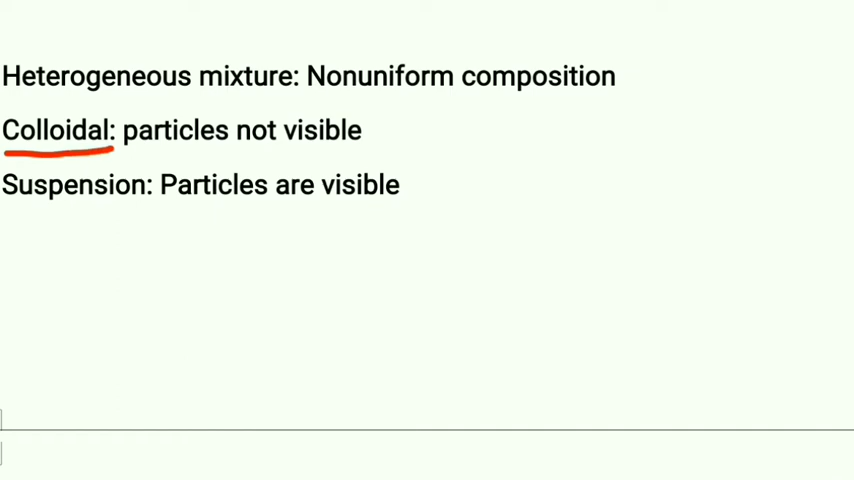 Heterogeneous mixture: Nonuniform composition
Colloidal: particles not visible
Suspension: Particles are visible